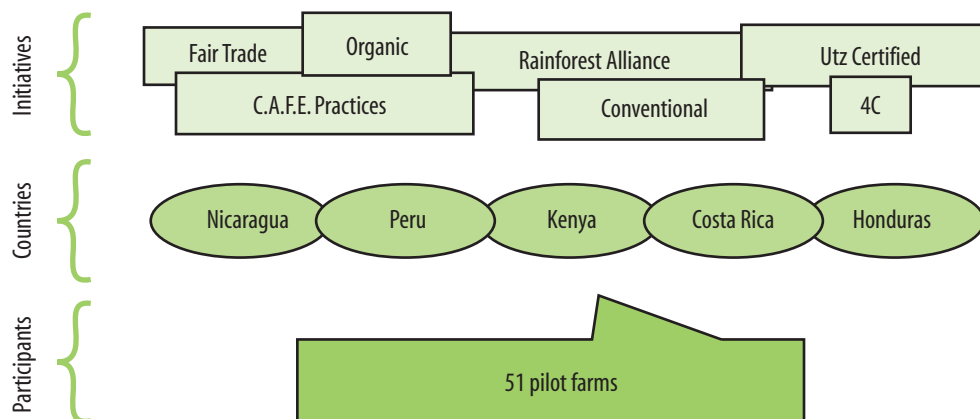 Initiatives
Fair Trade
Organic
Rainforest Alliance
Utz Certified
C.A.F.E. Practices
Conventional
4C
Countries
Nicaragua
Peru
Kenya
Costa Rica
Honduras
Participants
51 pilot farms